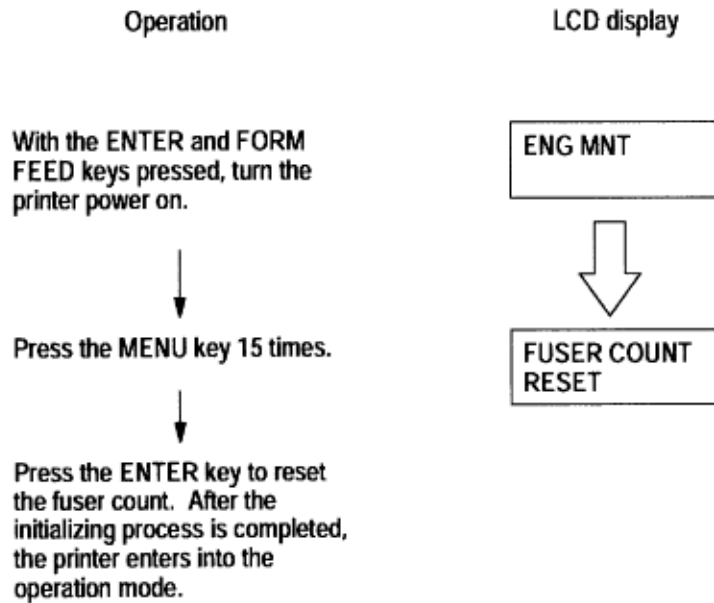 Operation
LCD display
With the ENTER and FORM
FEED keys pressed, turn the
printer power on.
ENG MNT
Press the MENU key 15 times.
FUSER COUNT
RESET
Press the ENTER key to reset
the fuser count. After the
initializing process is completed,
the printer enters into the
operation mode.